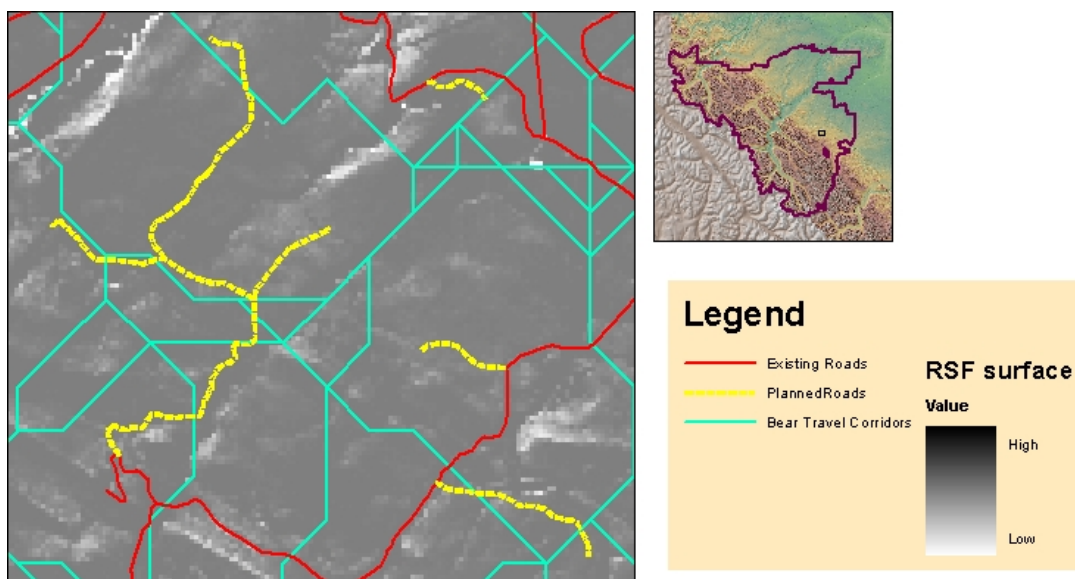 Legend
Existing Roads
PlannedRoads
Bear Travel Corridors
RSF surface
Value
High
Low